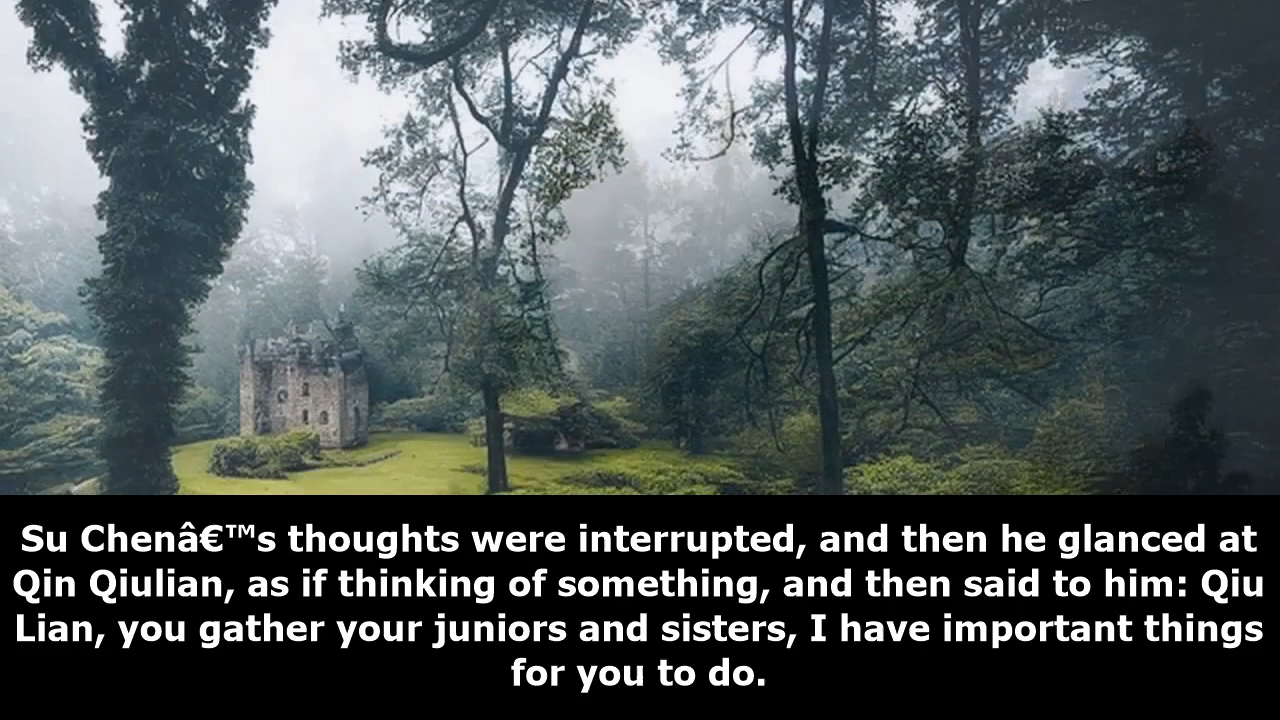 Su Chenâ€™s thoughts were interrupted, and then he glanced at
Qin Qiulian, as if thinking of something, and then said to him: Qiu
Lian, you gather your juniors and sisters, I have important things
for you to do.